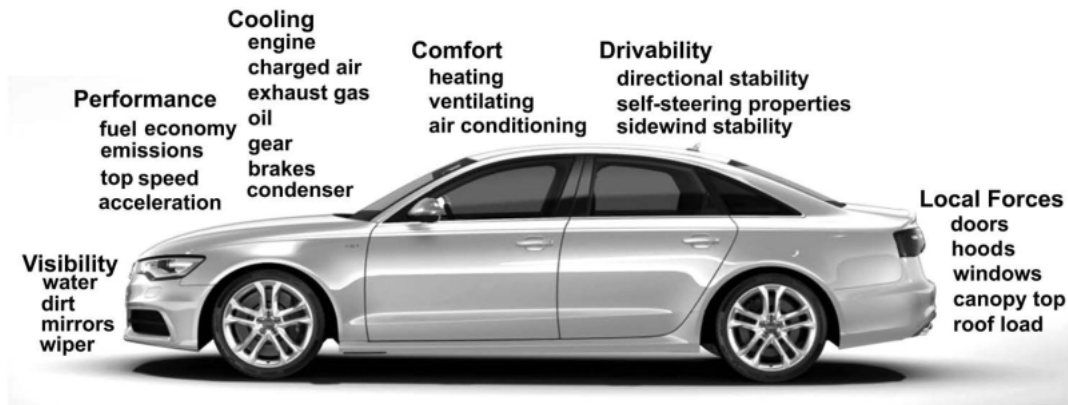 Cooling
engine
charged air
exhaust gas
oil
gear
brakes
condenser
Performance
fuel economy
emissions
top speed
acceleration
Visibility
water
dirt
mirrors
wiper
Comfort
heating
ventilating
air conditioning
Drivability
directional stability
self-steering properties
sidewind stability
Local Forces
doors
hoods
windows
canopy top
roof load